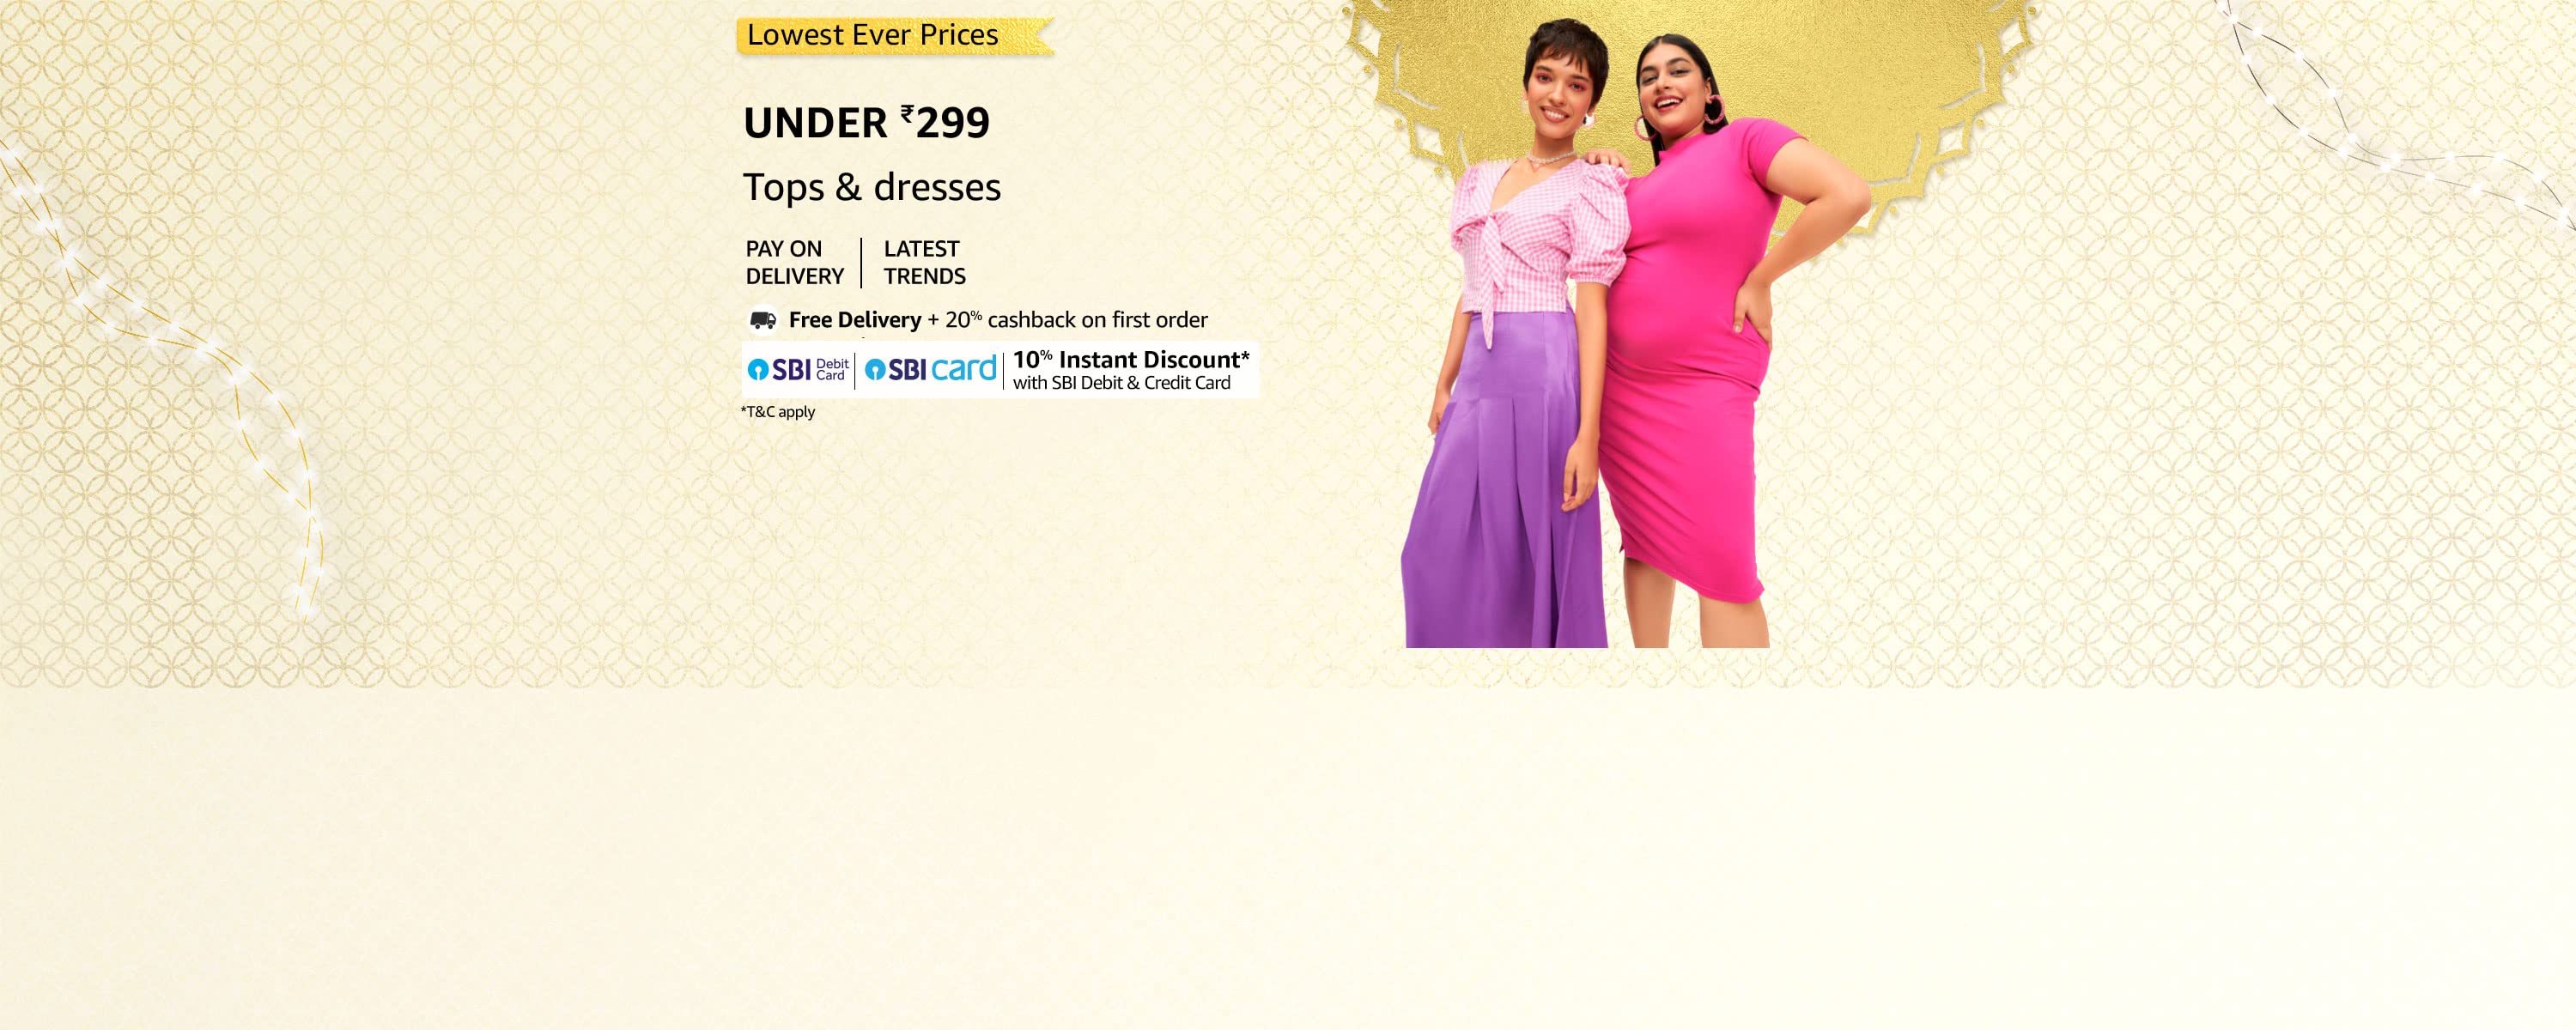 Lowest Ever Prices
UNDER ₹299
Tops & dresses
PAY ON
DELIVERY
LATEST
TRENDS
Free Delivery + 20% cashback on first order
SBI Debit Card
SBI card
10% Instant Discount*
with SBI Debit & Credit Card
*T&C apply